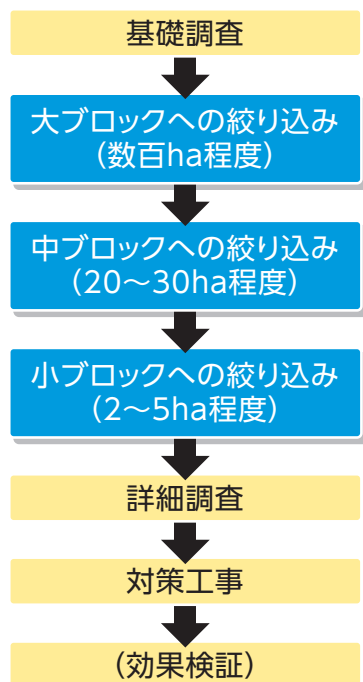 基礎調査
大ブロックへの絞り込み
(数百ha程度)
中ブロックへの絞り込み
(20～30ha程度)
小ブロックへの絞り込み
(2～5ha程度)
詳細調査
対策工事
(効果検証)